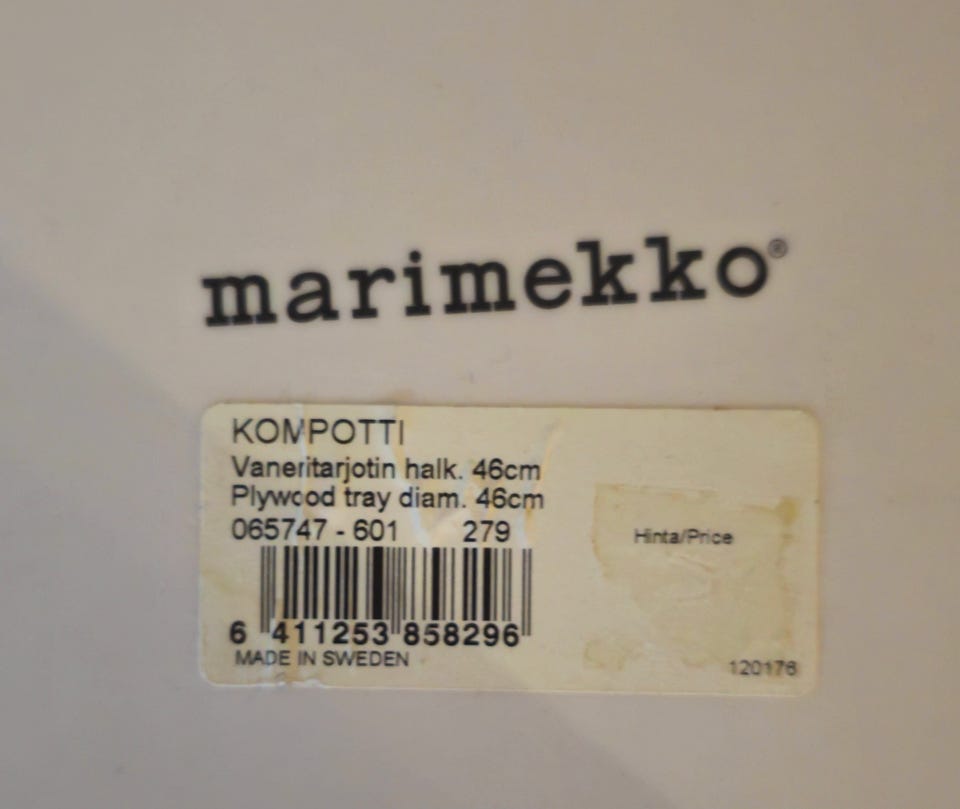 marimekko®
KOMPOTTI
Vaneritarjotin halk. 46cm
Plywood tray diam. 46cm
065747 - 601 279
Hinta/Price
6 411253 858296
MADE IN SWEDEN
120176